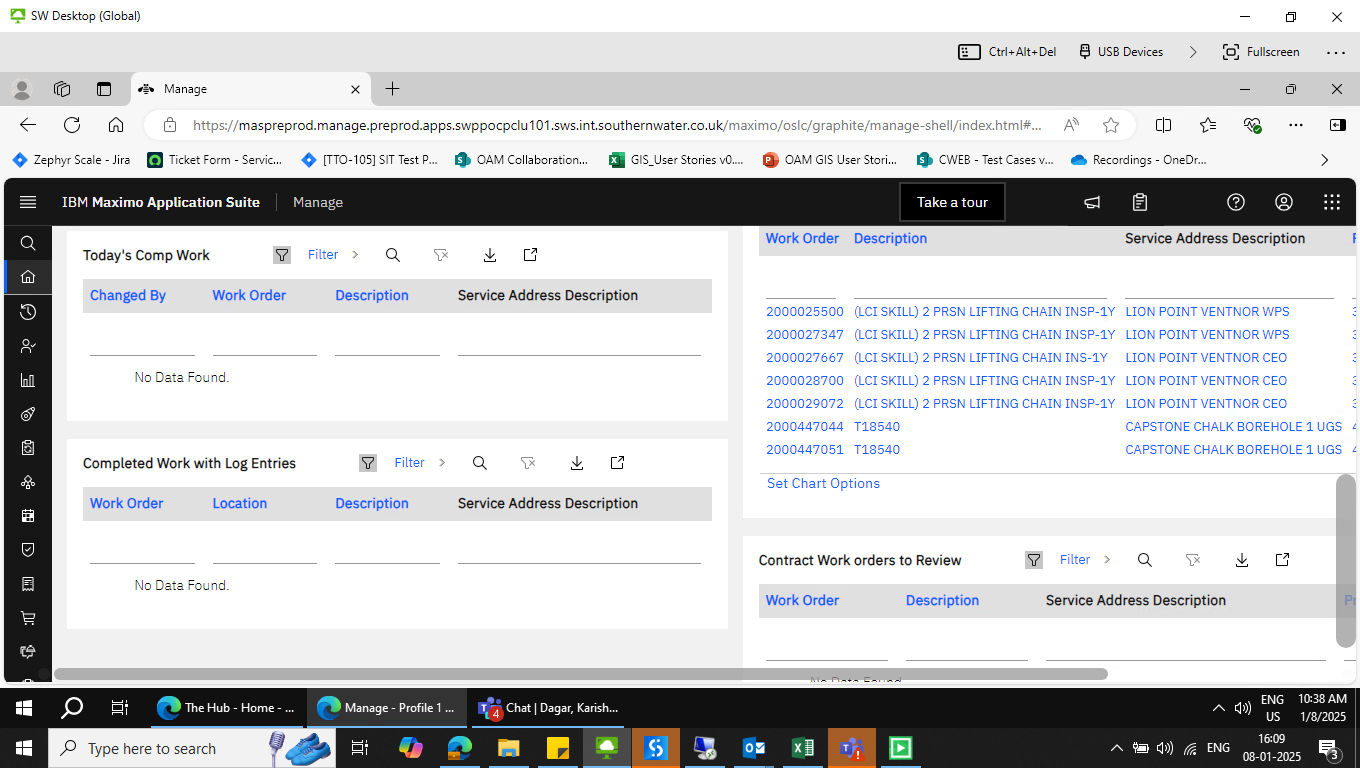 SW Desktop (Global)
Ctrl+Alt+Del
USB Devices
Fullscreen
Manage
https://maspreprod.manage.preprod.apps.swppocpclu101.sws.int.southernwater.co.uk/maximo/oslc/graphite/manage-shell/index.html#...
Zephyr Scale - Jira
Ticket Form - Servic...
[TTO-105] SIT Test P...
OAM Collaboration...
GIS_User Stories v0....
OAM GIS User Stori...
CWEB - Test Cases v...
Recordings - OneDr...
IBM Maximo Application Suite
Manage
Take a tour
Today's Comp Work
Filter
Changed By Work Order Description Service Address Description
No Data Found.
Completed Work with Log Entries
Filter
Work Order Location Description Service Address Description
No Data Found.
Work Order Description Service Address Description
2000025500 (LCI SKILL) 2 PRSN LIFTING CHAIN INSP-1Y LION POINT VENTNOR WPS
2000027347 (LCI SKILL) 2 PRSN LIFTING CHAIN INSP-1Y LION POINT VENTNOR WPS
2000027667 (LCI SKILL) 2 PRSN LIFTING CHAIN INS-1Y LION POINT VENTNOR CEO
2000028700 (LCI SKILL) 2 PRSN LIFTING CHAIN INSP-1Y LION POINT VENTNOR CEO
2000029072 (LCI SKILL) 2 PRSN LIFTING CHAIN INSP-1Y LION POINT VENTNOR CEO
2000447044 T18540 CAPSTONE CHALK BOREHOLE 1 UGS
2000447051 T18540 CAPSTONE CHALK BOREHOLE 1 UGS
Set Chart Options
Contract Work orders to Review
Filter
Work Order Description Service Address Description
No Data Found.
The Hub - Home - ...
Manage - Profile 1 ...
4
Chat | Dagar, Karish...
ENG
US
10:38 AM
1/8/2025
Type here to search
ENG
16:09
08-01-2025
3